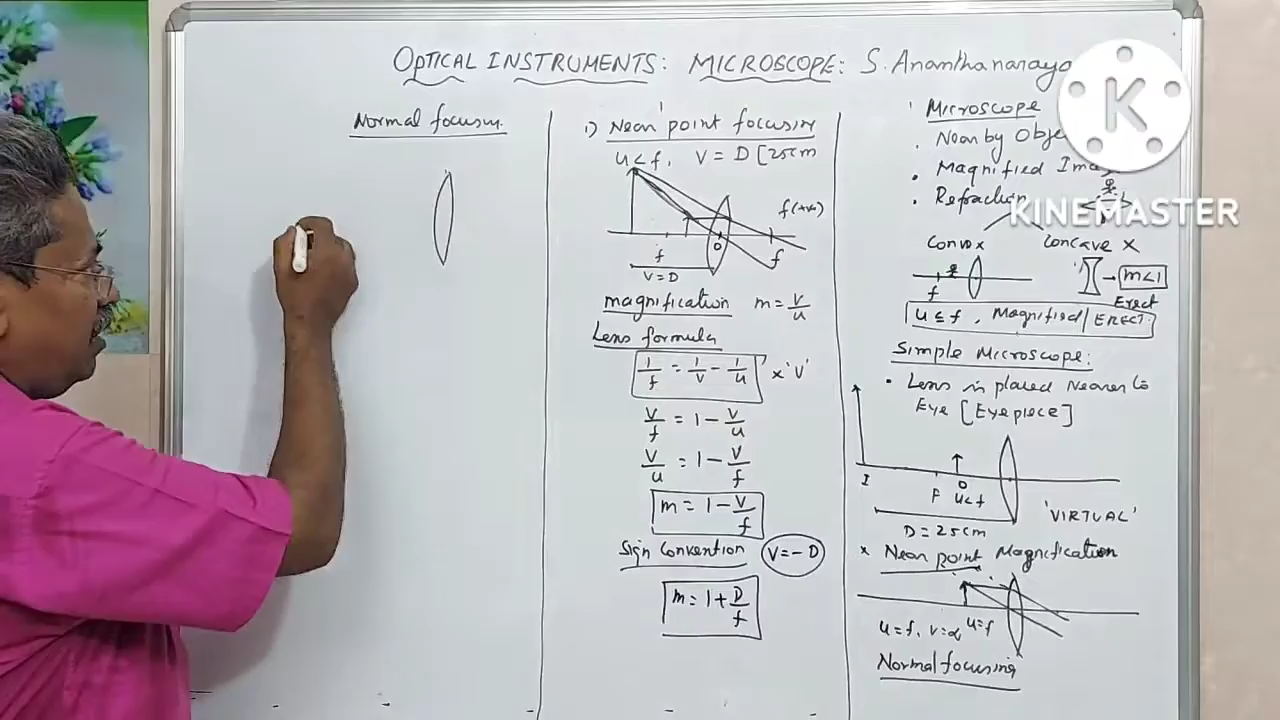 OPTICAL INSTRUMENTS: MICROSCOPE: S. Ananthanaraya
Normal focusin.
1) Near point focusing
u<f, V = D [25cm
f(+ve)
f
O
f
V=D
magnification m = V/u
Lens formula
1/f = 1/v - 1/u × 'v'
V/f = 1 - V/u
V/u = 1 - V/f
m = 1 - V/f
Sign Convention V = - D
m = 1 + D/f
Microscope
. Near by Obje
. Magnified Ima
. Refraction
K
KINEMASTER
Convex Concave X
f
m<1
Erect
u ≤ f, Magnified/ERECT.
Simple Microscope:
• Lens is placed Nearer to
Eye [Eyepiece]
I F O
u<f
'VIRTUAL'
D = 25cm
× Near point Magnification
u=f, v=α u=f
Normal focusing